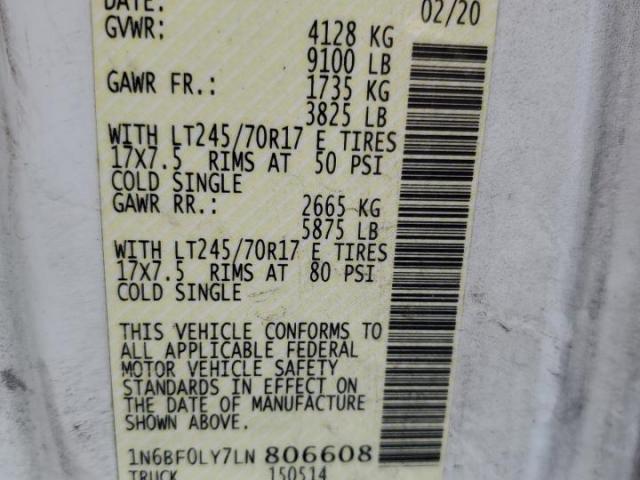 DATE: 02/20
GVWR: 4128 KG
9100 LB
GAWR FR.: 1735 KG
3825 LB
WITH LT245/70R17 E TIRES
17X7.5 RIMS AT 50 PSI
COLD SINGLE
GAWR RR.: 2665 KG
5875 LB
WITH LT245/70R17 E TIRES
17X7.5 RIMS AT 80 PSI
COLD SINGLE
THIS VEHICLE CONFORMS TO
ALL APPLICABLE FEDERAL
MOTOR VEHICLE SAFETY
STANDARDS IN EFFECT ON
THE DATE OF MANUFACTURE
SHOWN ABOVE.
1N6BF0LY7LN 806608
TRUCK 150514